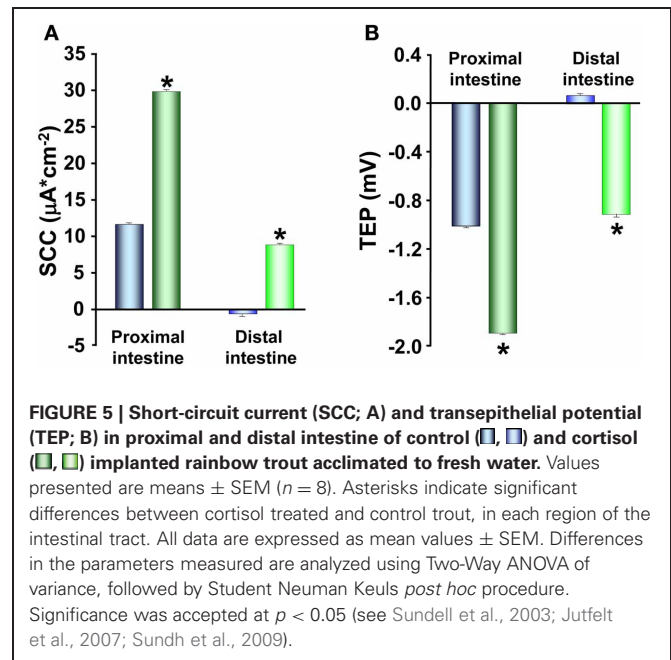 A
35
30
25
20
15
10
5
0
-5
SCC (µA*cm-2)
*
*
Proximal
intestine
Distal
intestine
B
0.4
0.0
-0.4
-0.8
-1.2
-1.6
-2.0
TEP (mV)
Proximal
intestine
Distal
intestine
*
*
FIGURE 5 | Short-circuit current (SCC; A) and transepithelial potential
(TEP; B) in proximal and distal intestine of control (, ) and cortisol
(, ) implanted rainbow trout acclimated to fresh water. Values
presented are means ± SEM (n = 8). Asterisks indicate significant
differences between cortisol treated and control trout, in each region of the
intestinal tract. All data are expressed as mean values ± SEM. Differences
in the parameters measured are analyzed using Two-Way ANOVA of
variance, followed by Student Neuman Keuls post hoc procedure.
Significance was accepted at p < 0.05 (see Sundell et al., 2003; Jutfelt
et al., 2007; Sundh et al., 2009).